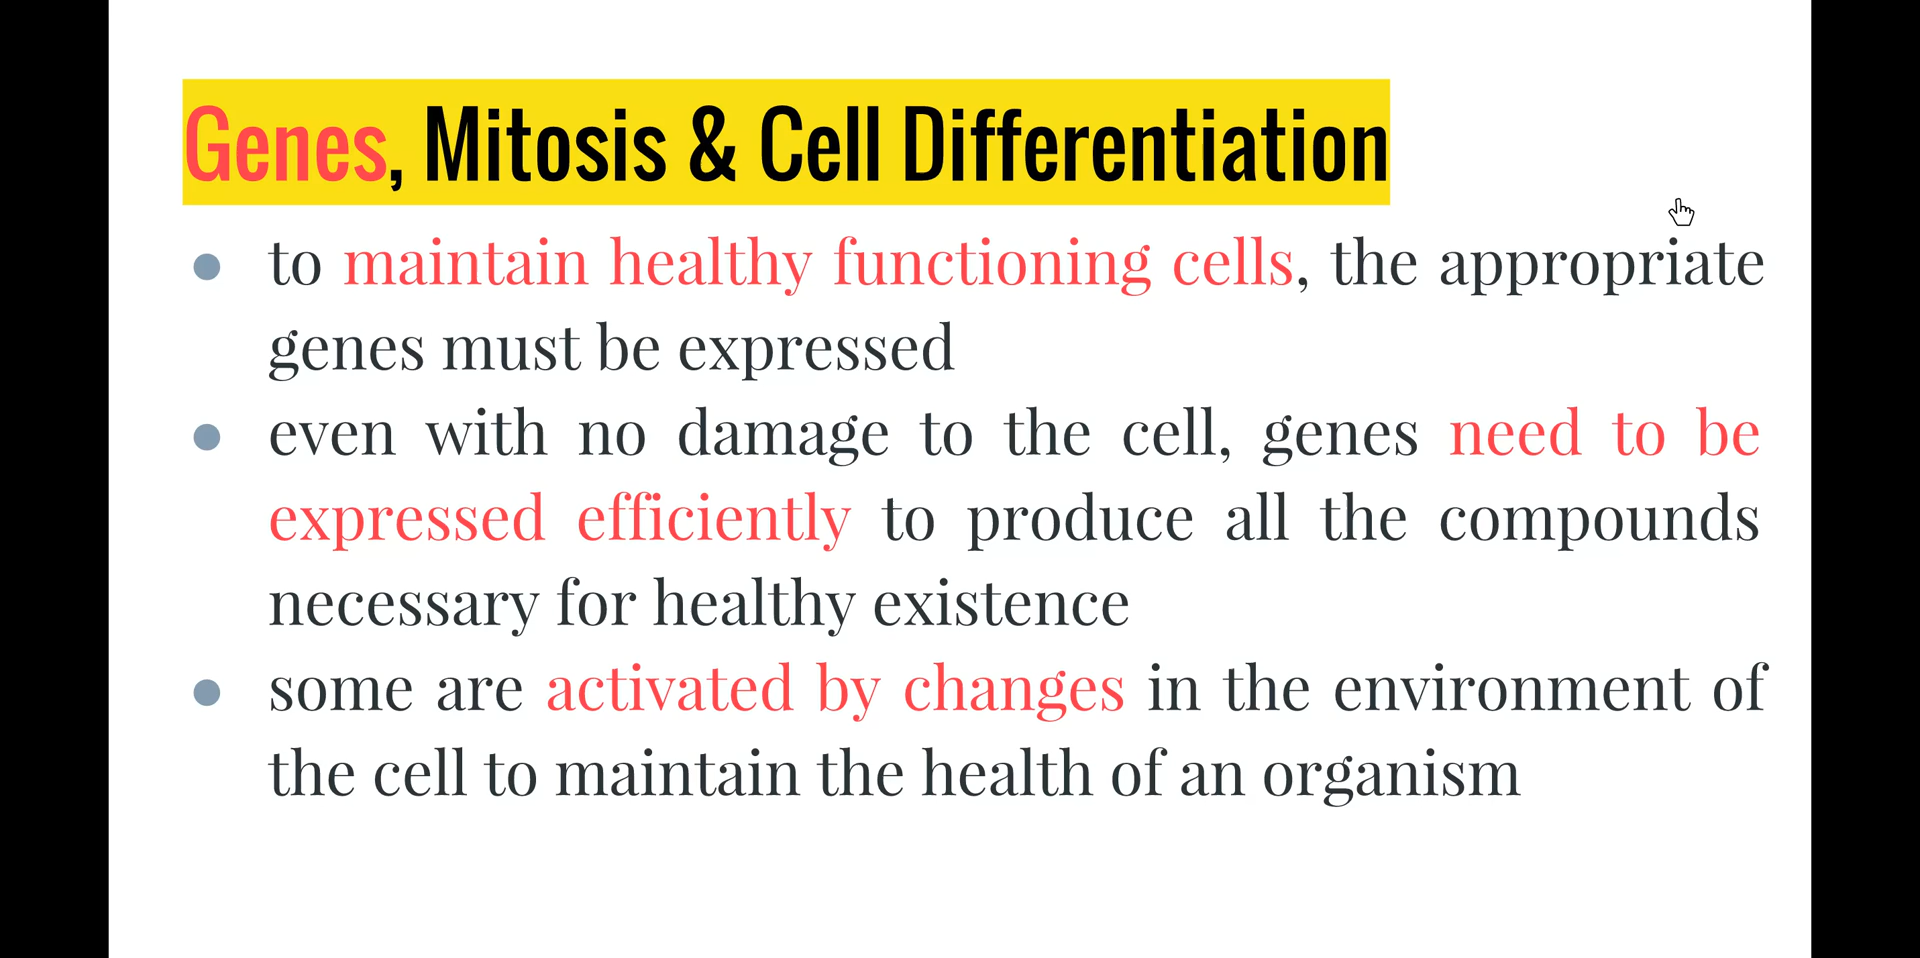 Genes, Mitosis & Cell Differentiation
to maintain healthy functioning cells, the appropriate
genes must be expressed
even with no damage to the cell, genes need to be
expressed efficiently to produce all the compounds
necessary for healthy existence
some are activated by changes in the environment of
the cell to maintain the health of an organism